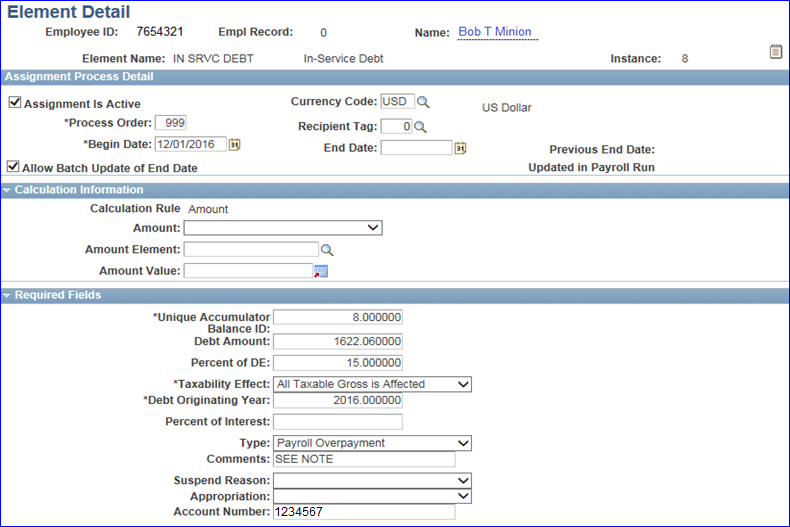 Element Detail
Employee ID: 7654321 Empl Record: 0 Name: Bob T Minion
Element Name: IN SRVC DEBT In-Service Debt Instance: 8
Assignment Process Detail
Assignment Is Active Currency Code: USD US Dollar
*Process Order: 999 Recipient Tag: 0
*Begin Date: 12/01/2016 31 End Date: 31 Previous End Date:
Allow Batch Update of End Date Updated in Payroll Run
Calculation Information
Calculation Rule Amount
Amount:
Amount Element:
Amount Value:
Required Fields
*Unique Accumulator
Balance ID: 8.000000
Debt Amount: 1622.060000
Percent of DE: 15.000000
*Taxability Effect: All Taxable Gross is Affected
*Debt Originating Year: 2016.000000
Percent of Interest:
Type: Payroll Overpayment
Comments: SEE NOTE
Suspend Reason:
Appropriation:
Account Number: 1234567